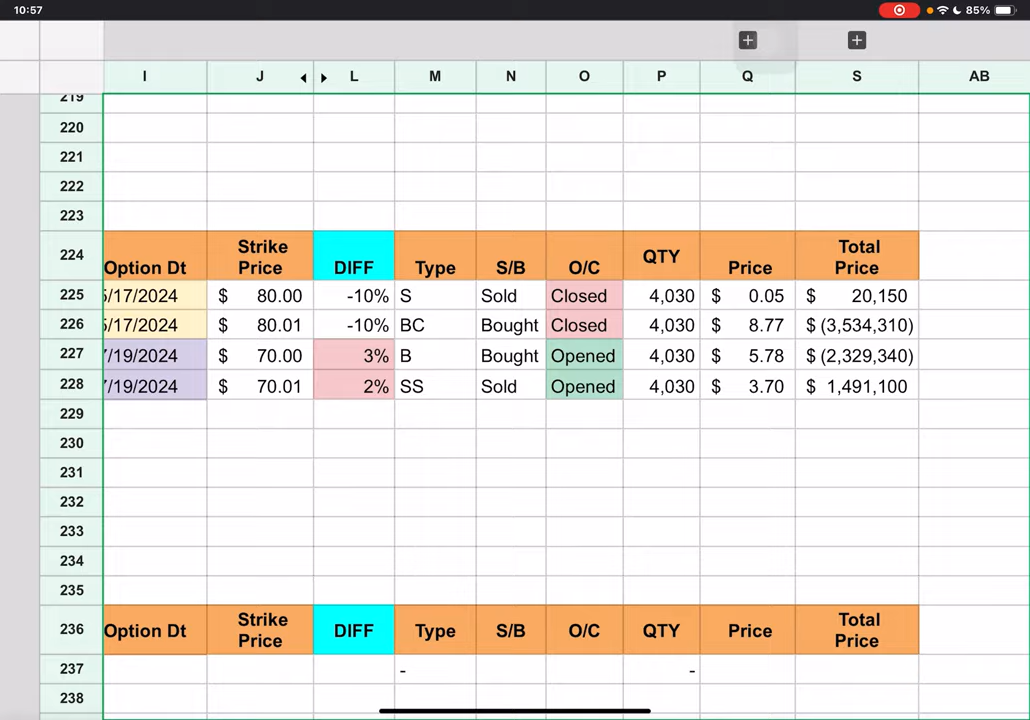 10:57 85%
I J L M N O P Q S AB
219
220
221
222
223
224 Option Dt Strike Price DIFF Type S/B O/C QTY Price Total Price
225 5/17/2024 $ 80.00 -10% S Sold Closed 4,030 $ 0.05 $ 20,150
226 5/17/2024 $ 80.01 -10% BC Bought Closed 4,030 $ 8.77 $ (3,534,310)
227 7/19/2024 $ 70.00 3% B Bought Opened 4,030 $ 5.78 $ (2,329,340)
228 7/19/2024 $ 70.01 2% SS Sold Opened 4,030 $ 3.70 $ 1,491,100
229
230
231
232
233
234
235
236 Option Dt Strike Price DIFF Type S/B O/C QTY Price Total Price
237 - -
238